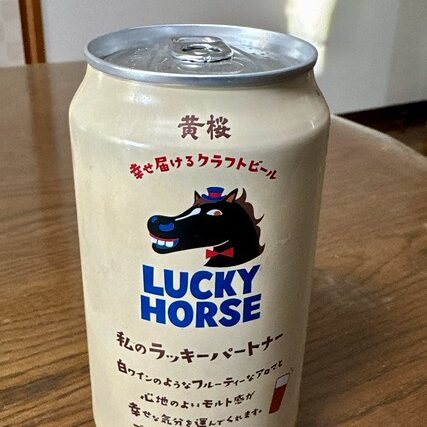 黄桜
幸せ届けるクラフトビール
LUCKY
HORSE
私のラッキーパートナー
白ワインのようなフルーティーなアロマと
心地のよいモルト感が
幸せな気分を運んでくれます。